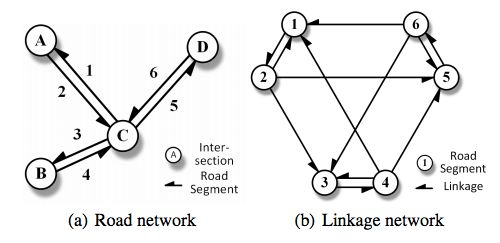 A
D
1
2
6
5
C
3
4
B
A Inter-
section
Road
Segment
(a) Road network
1
6
2
5
3
4
1 Road
Segment
Linkage
(b) Linkage network